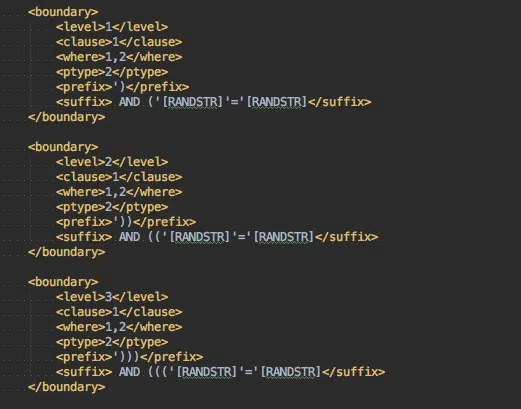 <boundary>
<level>1</level>
<clause>1</clause>
<where>1,2</where>
<ptype>2</ptype>
<prefix>')</prefix>
<suffix> AND ('[RANDSTR]'='[RANDSTR]</suffix>
</boundary>
<boundary>
<level>2</level>
<clause>1</clause>
<where>1,2</where>
<ptype>2</ptype>
<prefix>'))</prefix>
<suffix> AND (('[RANDSTR]'='[RANDSTR]</suffix>
</boundary>
<boundary>
<level>3</level>
<clause>1</clause>
<where>1,2</where>
<ptype>2</ptype>
<prefix>')))</prefix>
<suffix> AND ((('[RANDSTR]'='[RANDSTR]</suffix>
</boundary>